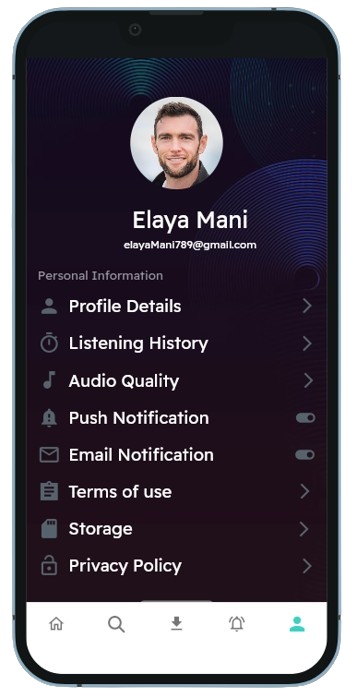 Elaya Mani
elayaMani789@gmail.com
Personal Information
Profile Details
Listening History
Audio Quality
Push Notification
Email Notification
Terms of use
Storage
Privacy Policy